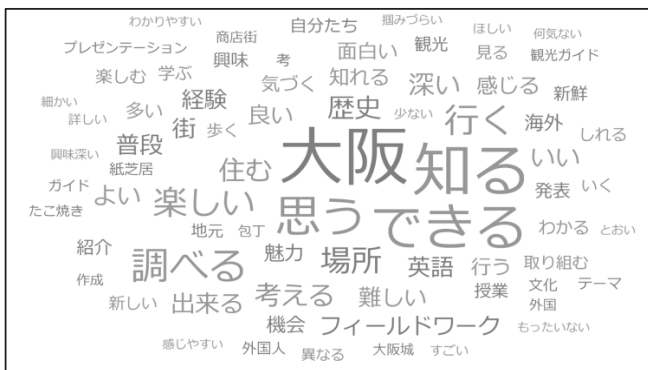 わかりやすい 自分たち 掴みづらい ほしい 何気ない
プレゼンテーション 商店街 興味 考 面白い 観光 見る 観光ガイド
楽しむ 学ぶ 気づく 知れる 深い 感じる 新鮮
細かい 詳しい 多い 経験 良い 歴史 少ない 行く 海外 しれる
興味深い 普段 街 歩く 大阪 知る いい
ガイド 紙芝居 住む 発表 いく
たこ焼き よい 楽しい 思う できる わかる とおい
地元 包丁
紹介 調べる 魅力 場所 英語 行う 取り組む
作成 授業 文化 テーマ
新しい 出来る 考える 難しい 外国
機会 フィールドワーク もったいない
感じやすい 外国人 異なる 大阪城 すごい